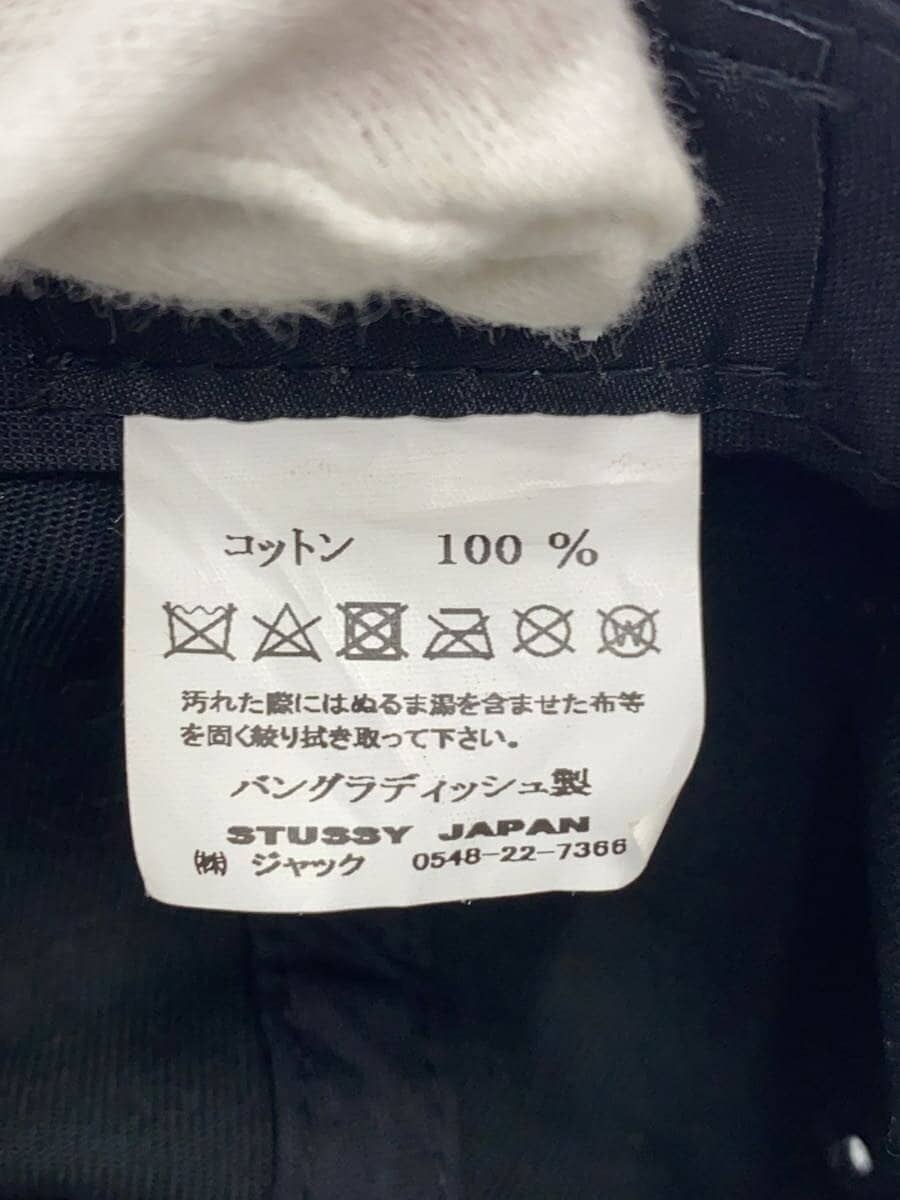 コットン 100 %
W
汚れた際にはぬるま湯を含ませた布等
を固く絞り拭き取って下さい。
バングラディッシュ製
STUSSY JAPAN
㈱ ジャック 0548-22-7366